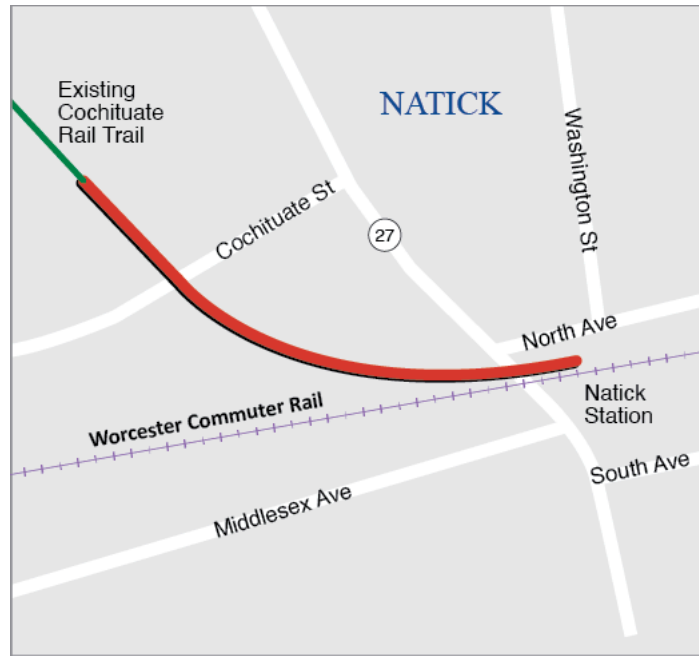 Existing
Cochituate
Rail Trail
NATICK
Washington St
Cochituate St
27
North Ave
Worcester Commuter Rail
Natick
Station
South Ave
Middlesex Ave